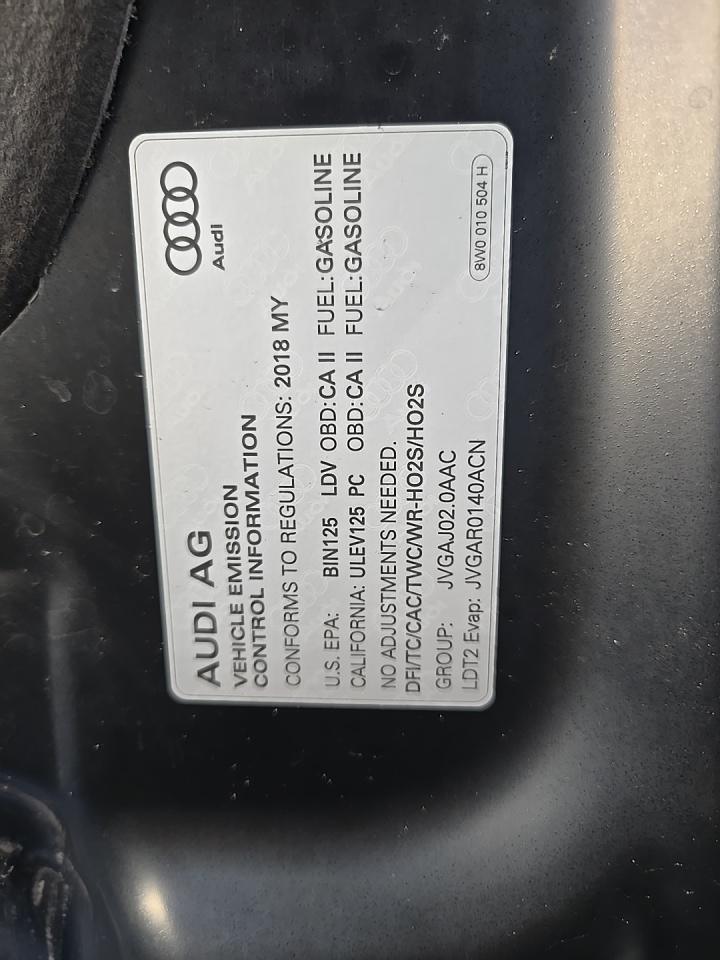 AUDI AG
VEHICLE EMISSION
CONTROL INFORMATION
Audi
CONFORMS TO REGULATIONS: 2018 MY
U.S. EPA: BIN125 LDV OBD:CA II FUEL:GASOLINE
CALIFORNIA: ULEV125 PC OBD:CA II FUEL:GASOLINE
NO ADJUSTMENTS NEEDED.
DFI/TC/CAC/TWC/WR-HO2S/HO2S
GROUP: JVGAJ02.0AAC
LDT2 Evap: JVGAR0140ACN
8W0 010 504 H